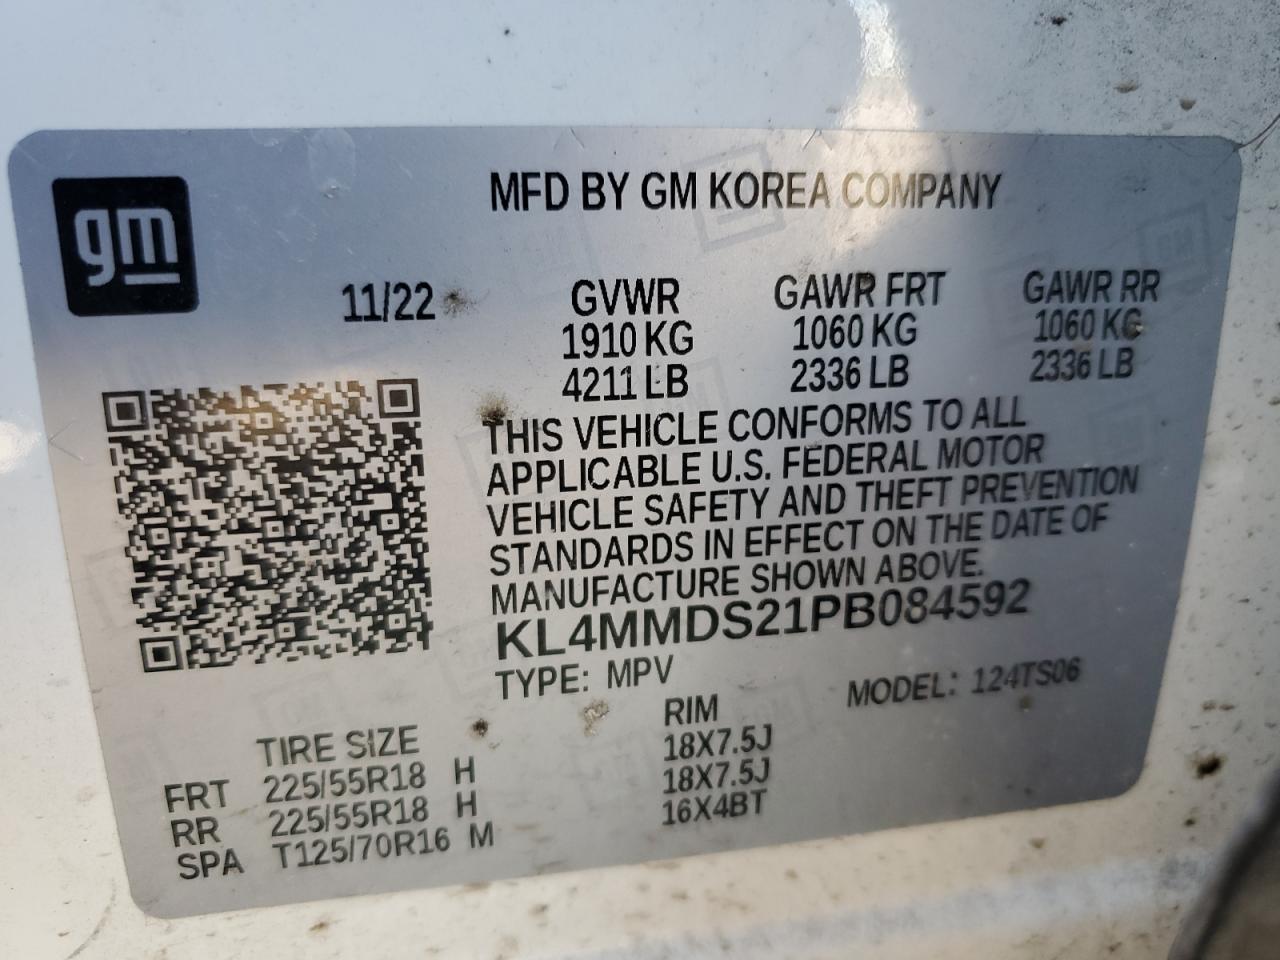 gm
MFD BY GM KOREA COMPANY
11/22 GVWR GAWR FRT GAWR RR
1910 KG 1060 KG 1060 KG
4211 LB 2336 LB 2336 LB
THIS VEHICLE CONFORMS TO ALL
APPLICABLE U.S. FEDERAL MOTOR
VEHICLE SAFETY AND THEFT PREVENTION
STANDARDS IN EFFECT ON THE DATE OF
MANUFACTURE SHOWN ABOVE.
KL4MMDS21PB084592
TYPE: MPV MODEL: 124TS06
TIRE SIZE RIM
FRT 225/55R18 H 18X7.5J
RR 225/55R18 H 18X7.5J
SPA T125/70R16 M 16X4BT